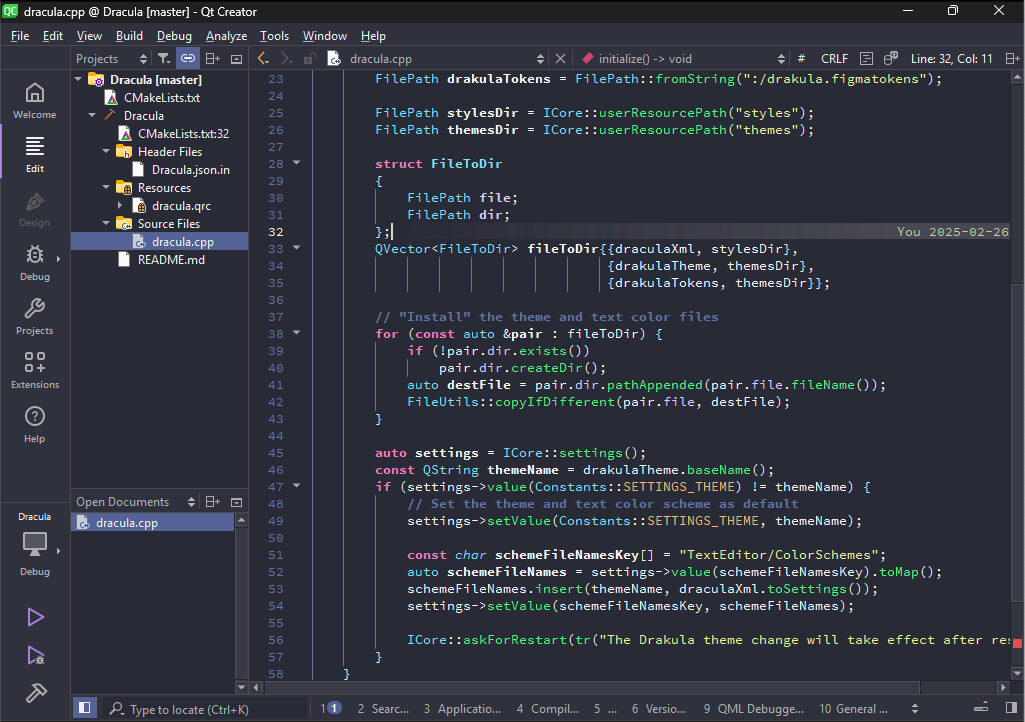 QC dracula.cpp @ Dracula [master] - Qt Creator
File Edit View Build Debug Analyze Tools Window Help
Projects dracula.cpp initialize() -> void # CRLF Line: 32, Col: 11
Welcome
Edit
Design
Debug
Projects
Extensions
Help
Dracula
Debug
Dracula [master]
CMakeLists.txt
Dracula
CMakeLists.txt:32
Header Files
Dracula.json.in
Resources
dracula.qrc
Source Files
dracula.cpp
README.md
Open Documents
dracula.cpp
23 FilePath drakulaTokens = FilePath::fromString(":/drakula.figmatokens");
24
25 FilePath stylesDir = ICore::userResourcePath("styles");
26 FilePath themesDir = ICore::userResourcePath("themes");
27
28 struct FileToDir
29 {
30 FilePath file;
31 FilePath dir;
32 }; You 2025-02-26
33 QVector<FileToDir> fileToDir{{draculaXml, stylesDir},
34 {drakulaTheme, themesDir},
35 {drakulaTokens, themesDir}};
36
37 // "Install" the theme and text color files
38 for (const auto &pair : fileToDir) {
39 if (!pair.dir.exists())
40 pair.dir.createDir();
41 auto destFile = pair.dir.pathAppended(pair.file.fileName());
42 FileUtils::copyIfDifferent(pair.file, destFile);
43 }
44
45 auto settings = ICore::settings();
46 const QString themeName = drakulaTheme.baseName();
47 if (settings->value(Constants::SETTINGS_THEME) != themeName) {
48 // Set the theme and text color scheme as default
49 settings->setValue(Constants::SETTINGS_THEME, themeName);
50
51 const char schemeFileNamesKey[] = "TextEditor/ColorSchemes";
52 auto schemeFileNames = settings->value(schemeFileNamesKey).toMap();
53 schemeFileNames.insert(themeName, draculaXml.toSettings());
54 settings->setValue(schemeFileNamesKey, schemeFileNames);
55
56 ICore::askForRestart(tr("The Drakula theme change will take effect after res
57 }
58 }
Type to locate (Ctrl+K) 1 1 2 Searc... 3 Applicatio... 4 Compil... 5 ... 6 Versio... 9 QML Debugge... 10 General ...